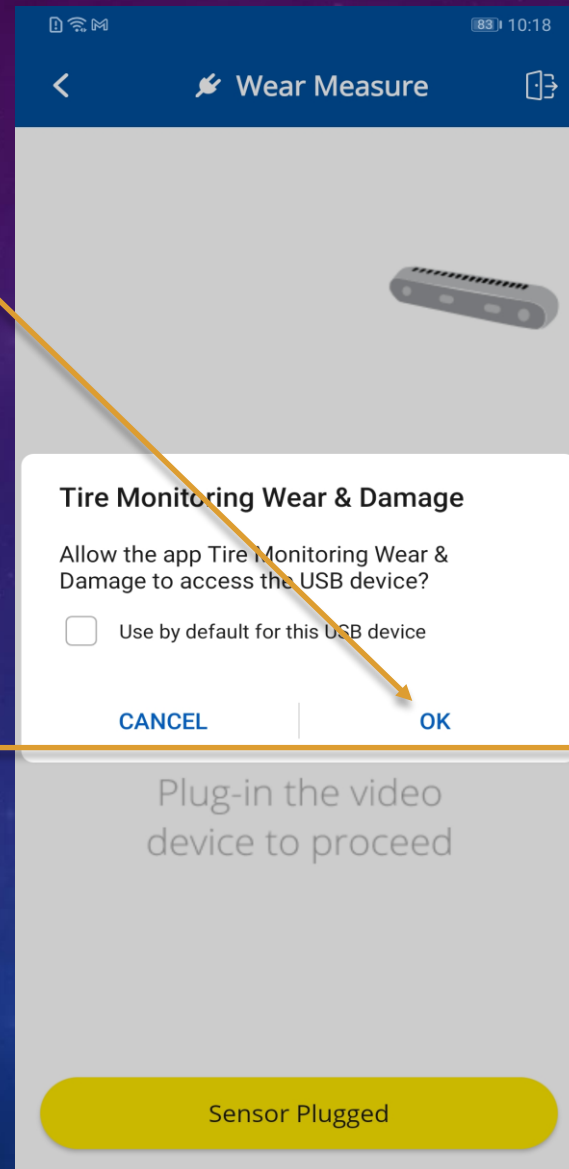 83 10:18
Wear Measure
Tire Monitoring Wear & Damage
Allow the app Tire Monitoring Wear &
Damage to access the USB device?
Use by default for this USB device
CANCEL OK
Plug-in the video
device to proceed
Sensor Plugged